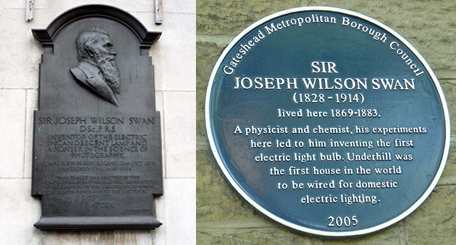 SIR JOSEPH WILSON SWAN
D.Sc. F.R.S.
INVENTOR OF THE ELECTRIC
INCANDESCENT LAMP AND
A PIONEER IN THE SCIENCE OF
PHOTOGRAPHY.
Gateshead Metropolitan Borough Council
SIR
JOSEPH WILSON SWAN
(1828 - 1914)
lived here 1869-1883.
A physicist and chemist, his experiments
here led to him inventing the first
electric light bulb. Underhill was
the first house in the world
to be wired for domestic
electric lighting.
2005